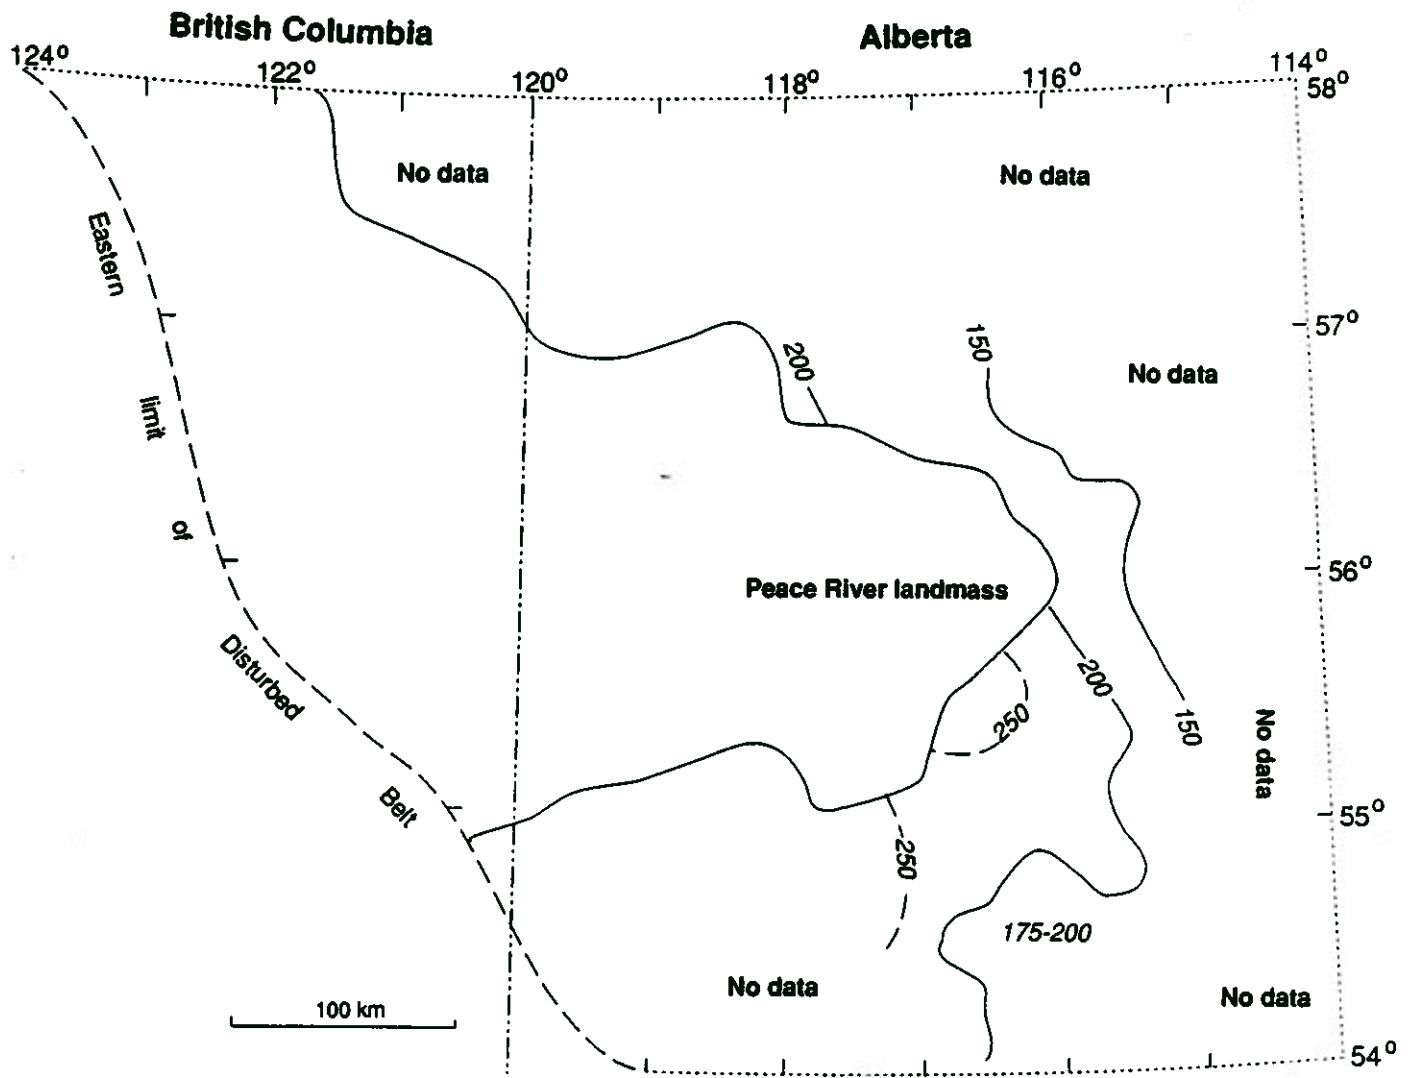 British Columbia
Alberta
124°
122°
120°
118°
116°
114°
58°
No data
No data
Eastern
limit
of
Disturbed
Belt
57°
150
200
No data
56°
Peace River landmass
200
250
150
No data
55°
250
175-200
No data
No data
100 km
54°